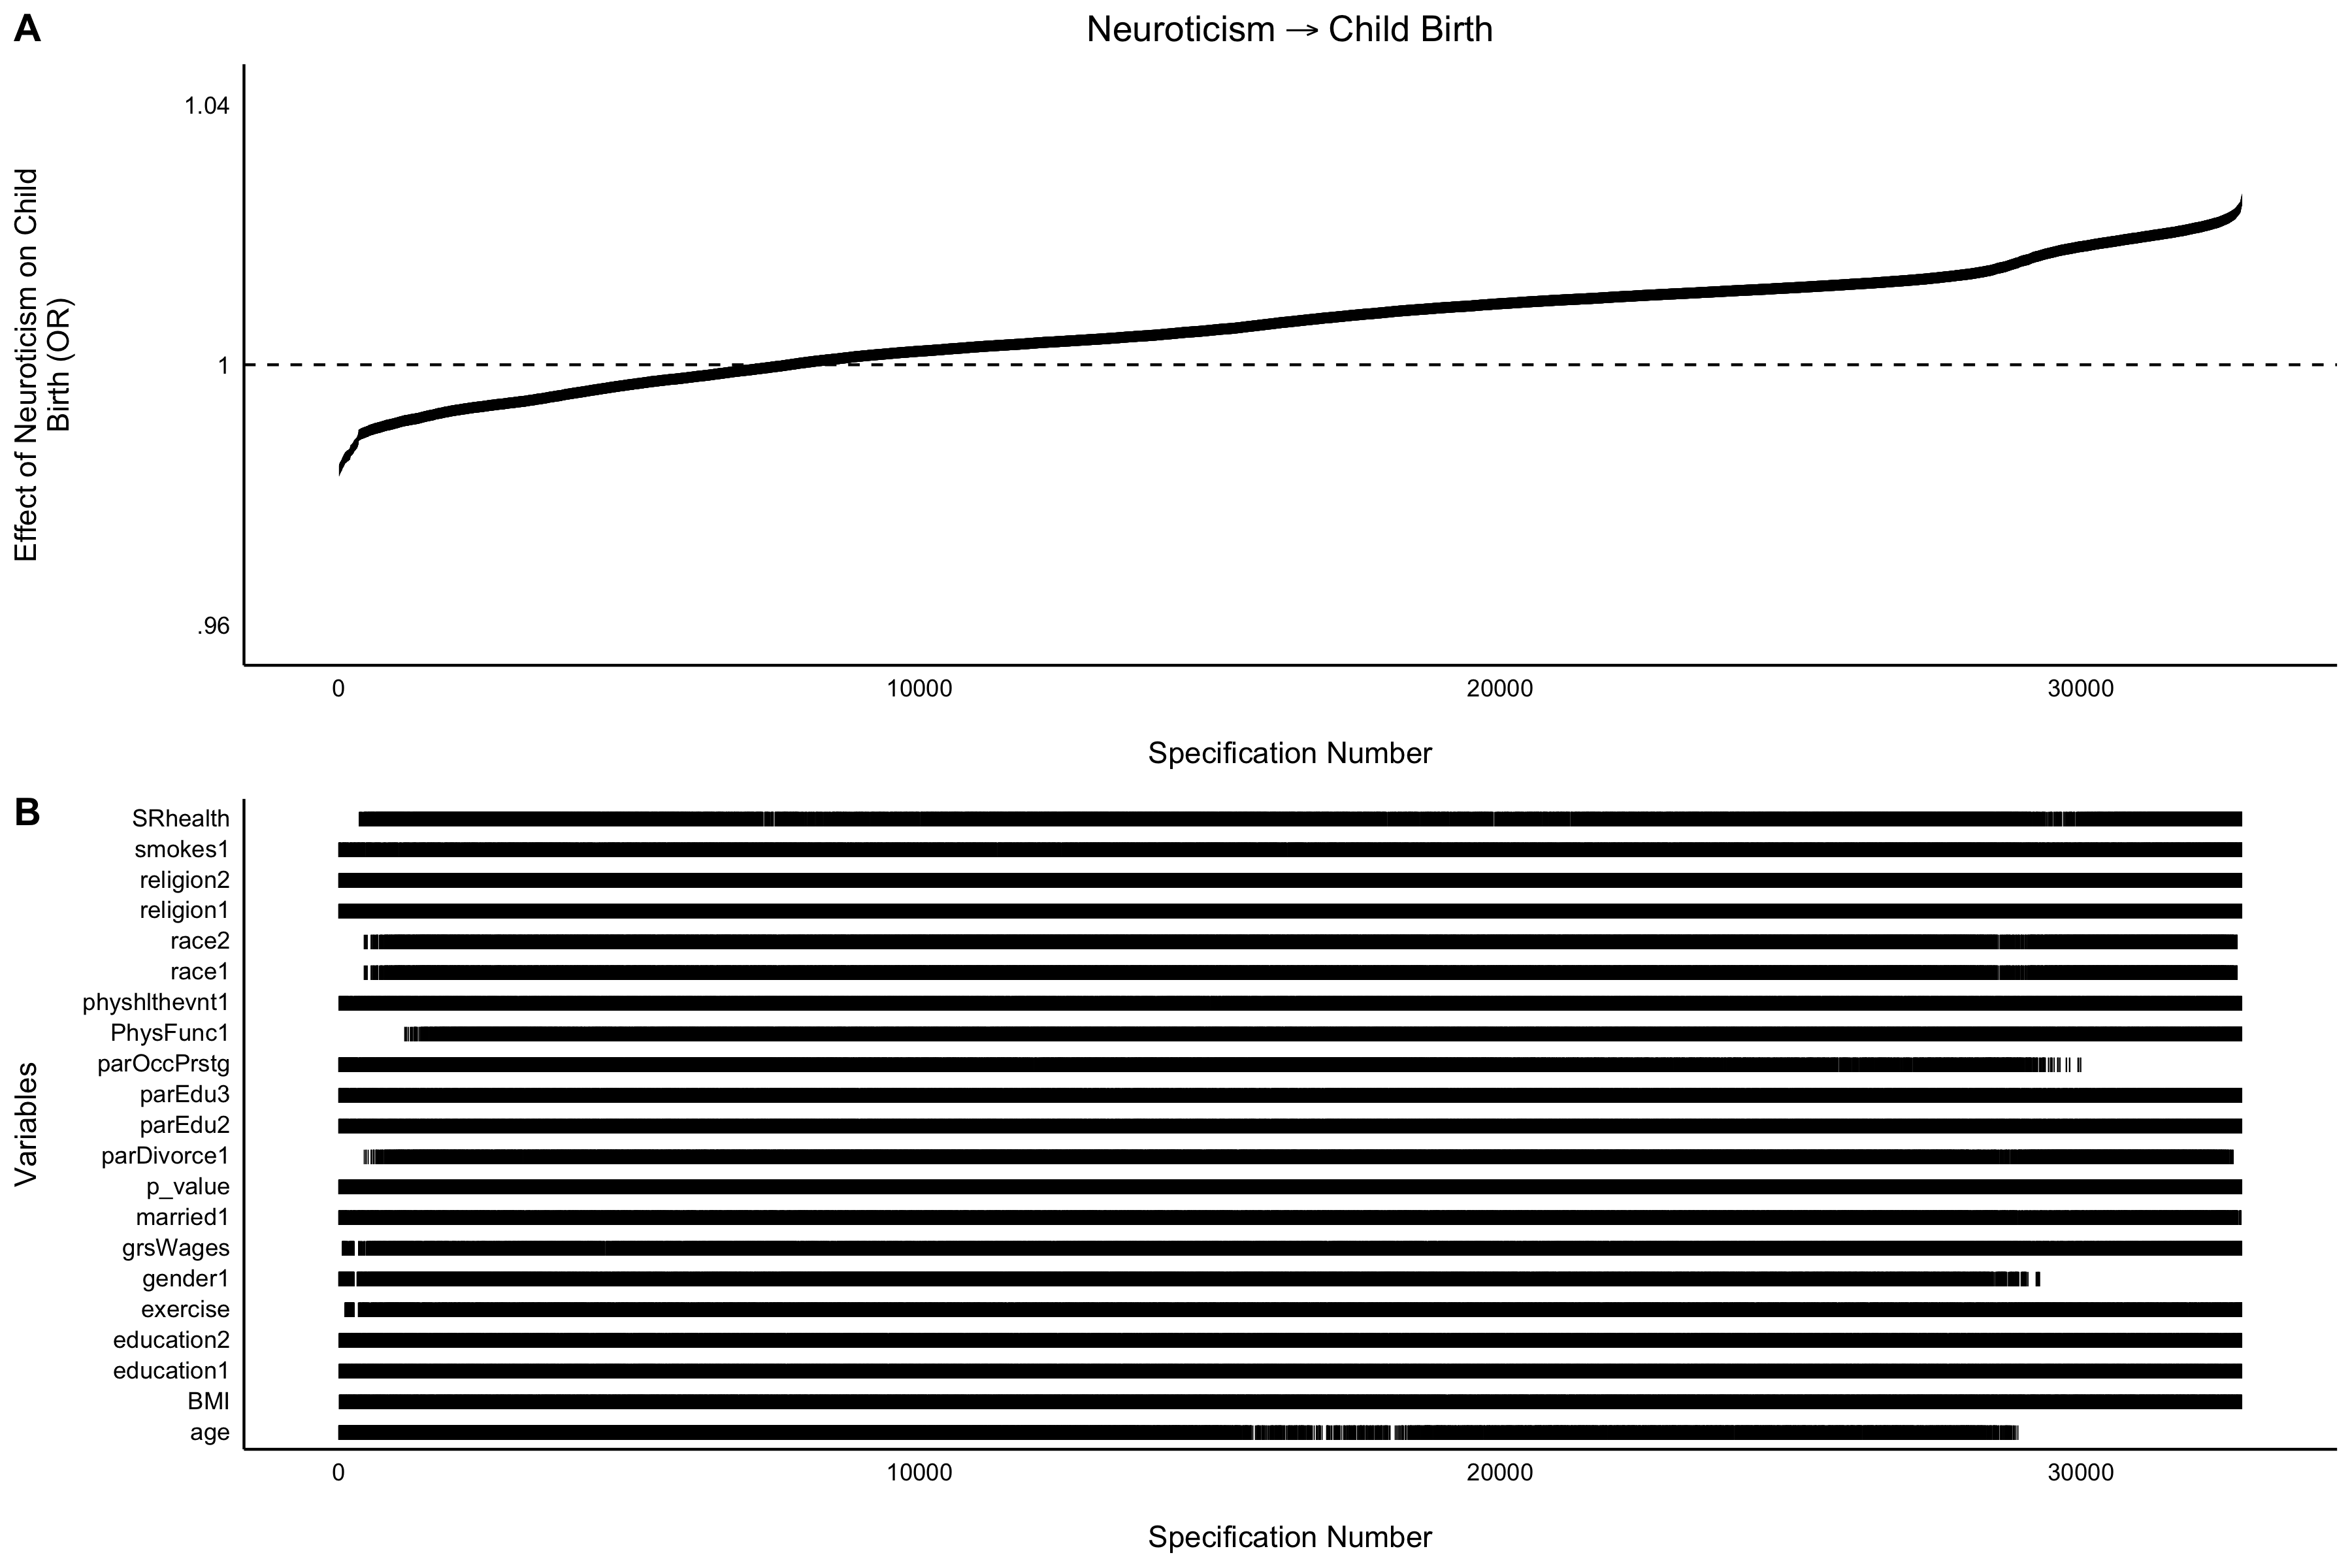 A
Neuroticism → Child Birth
Effect of Neuroticism on Child
Birth (OR)
1.04
1
.96
0 10000 20000 30000
Specification Number
B
Variables
SRhealth
smokes1
religion2
religion1
race2
race1
physhlthevnt1
PhysFunc1
parOccPrstg
parEdu3
parEdu2
parDivorce1
p_value
married1
grsWages
gender1
exercise
education2
education1
BMI
age
0 10000 20000 30000
Specification Number